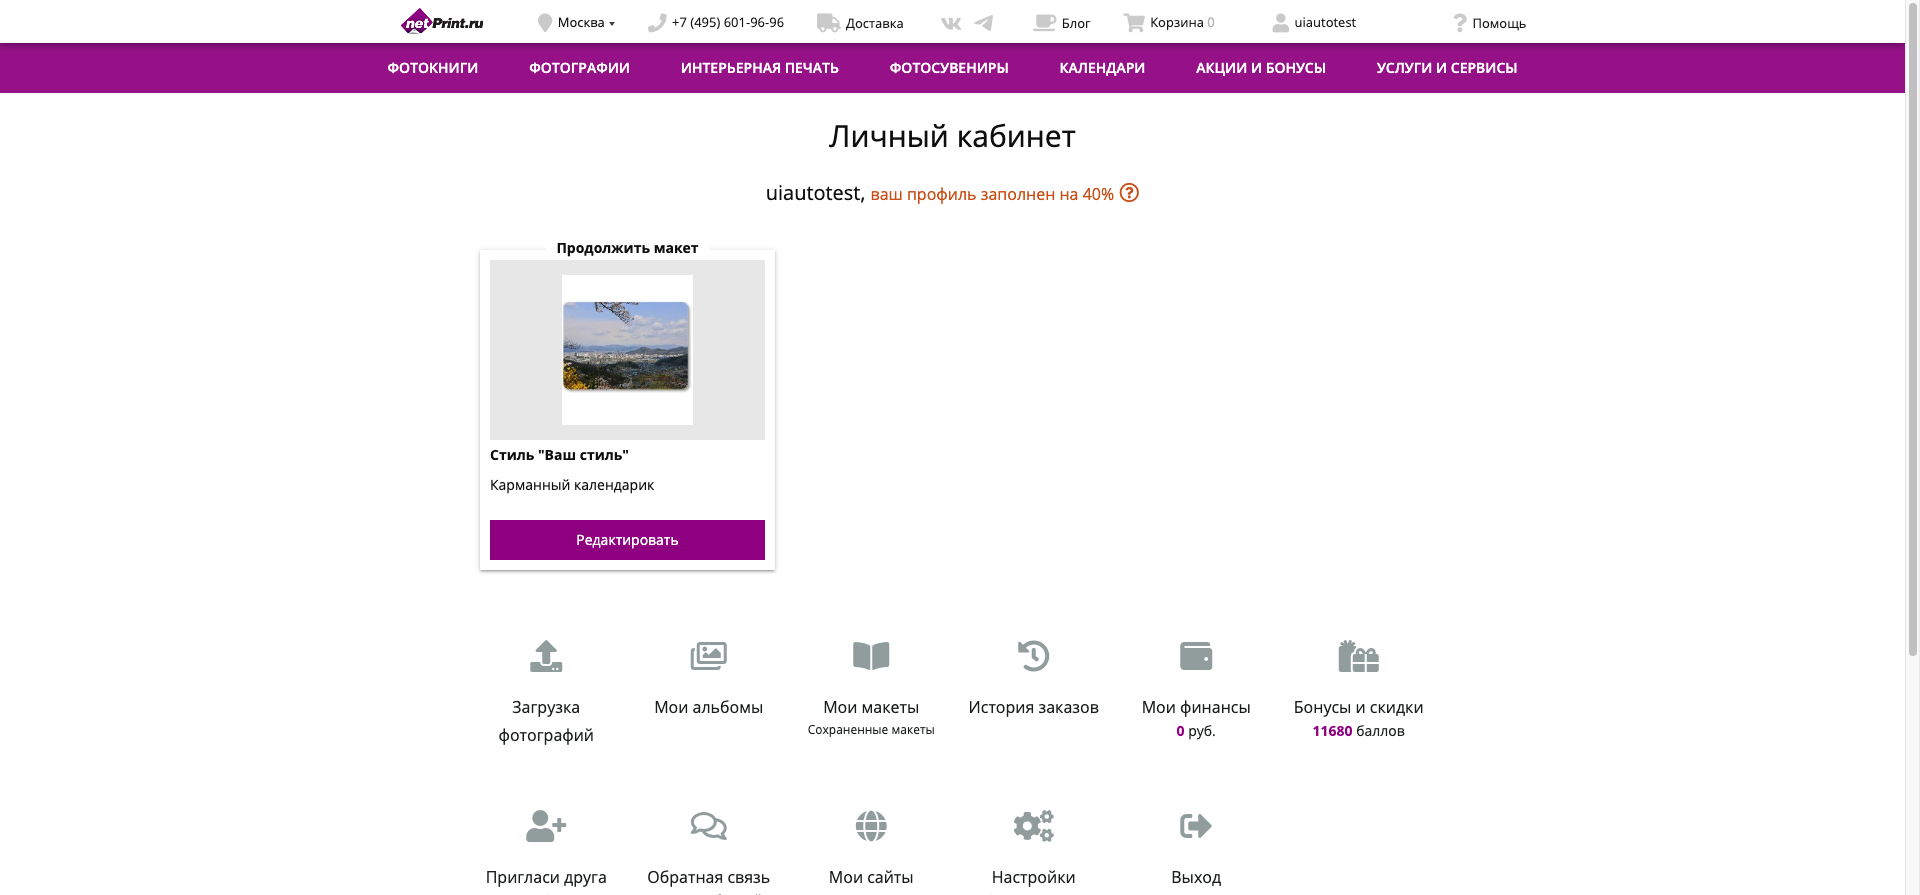 netPrint.ru
Москва
+7 (495) 601-96-96
Доставка
Блог
Корзина 0
uiautotest
Помощь
ФОТОКНИГИ
ФОТОГРАФИИ
ИНТЕРЬЕРНАЯ ПЕЧАТЬ
ФОТОСУВЕНИРЫ
КАЛЕНДАРИ
АКЦИИ И БОНУСЫ
УСЛУГИ И СЕРВИСЫ
Личный кабинет
uiautotest, ваш профиль заполнен на 40%
Продолжить макет
Стиль "Ваш стиль"
Карманный календарик
Редактировать
Загрузка
фотографий
Мои альбомы
Мои макеты
Сохраненные макеты
История заказов
Мои финансы
0 руб.
Бонусы и скидки
11680 баллов
Пригласи друга
Обратная связь
Мои сайты
Настройки
Выход